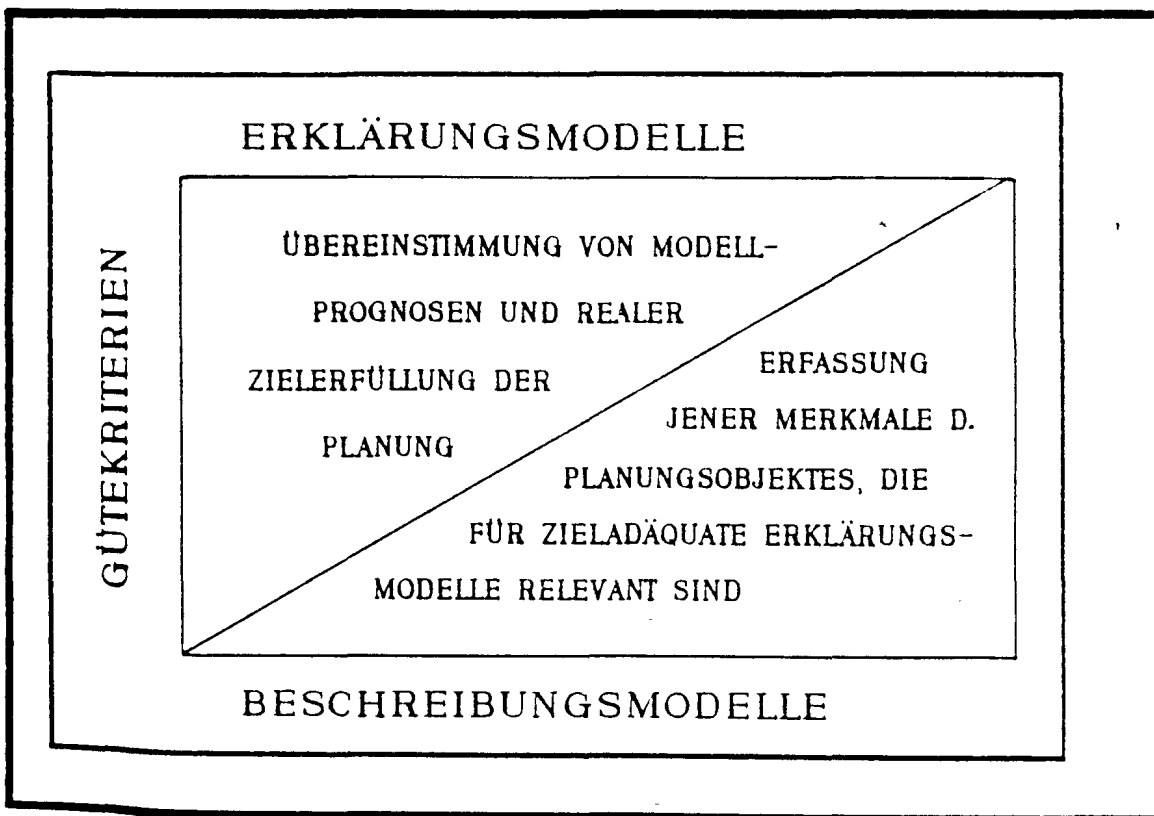 ERKLÄRUNGSMODELLE
GÜTEKRITERIEN
ÜBEREINSTIMMUNG VON MODELL-
PROGNOSEN UND REALER
ZIELERFÜLLUNG DER
PLANUNG
ERFASSUNG
JENER MERKMALE D.
PLANUNGSOBJEKTES, DIE
FÜR ZIELADÄQUATE ERKLÄRUNGS-
MODELLE RELEVANT SIND
BESCHREIBUNGSMODELLE